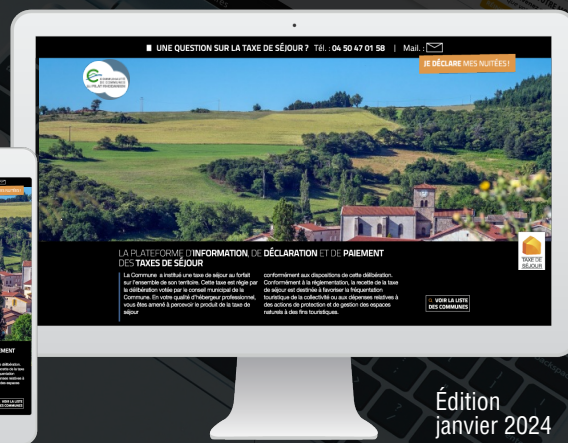 UNE QUESTION SUR LA TAXE DE SÉJOUR ? Tél. : 04 50 47 01 58 | Mail. :
JE DÉCLARE MES NUITÉES !
COMMUNAUTÉ
DE COMMUNES
DU PILAT RHODANIEN
LA PLATEFORME D'INFORMATION, DE DÉCLARATION ET DE PAIEMENT
DES TAXES DE SÉJOUR
La Commune a institué une taxe de séjour au forfait
sur l'ensemble de son territoire. Cette taxe est régie par
la délibération votée par le conseil municipal de la
Commune. En votre qualité d'hébergeur professionnel,
vous êtes amené à percevoir le produit de la taxe de
séjour
conformément aux dispositions de cette délibération.
Conformément à la réglementation, la recette de la taxe
de séjour est destinée à favoriser la fréquentation
touristique de la collectivité ou aux dépenses relatives à
des actions de protection et de gestion des espaces
naturels à des fins touristiques.
VOIR LA LISTE
DES COMMUNES
TAXE DE
SÉJOUR
Édition
janvier 2024